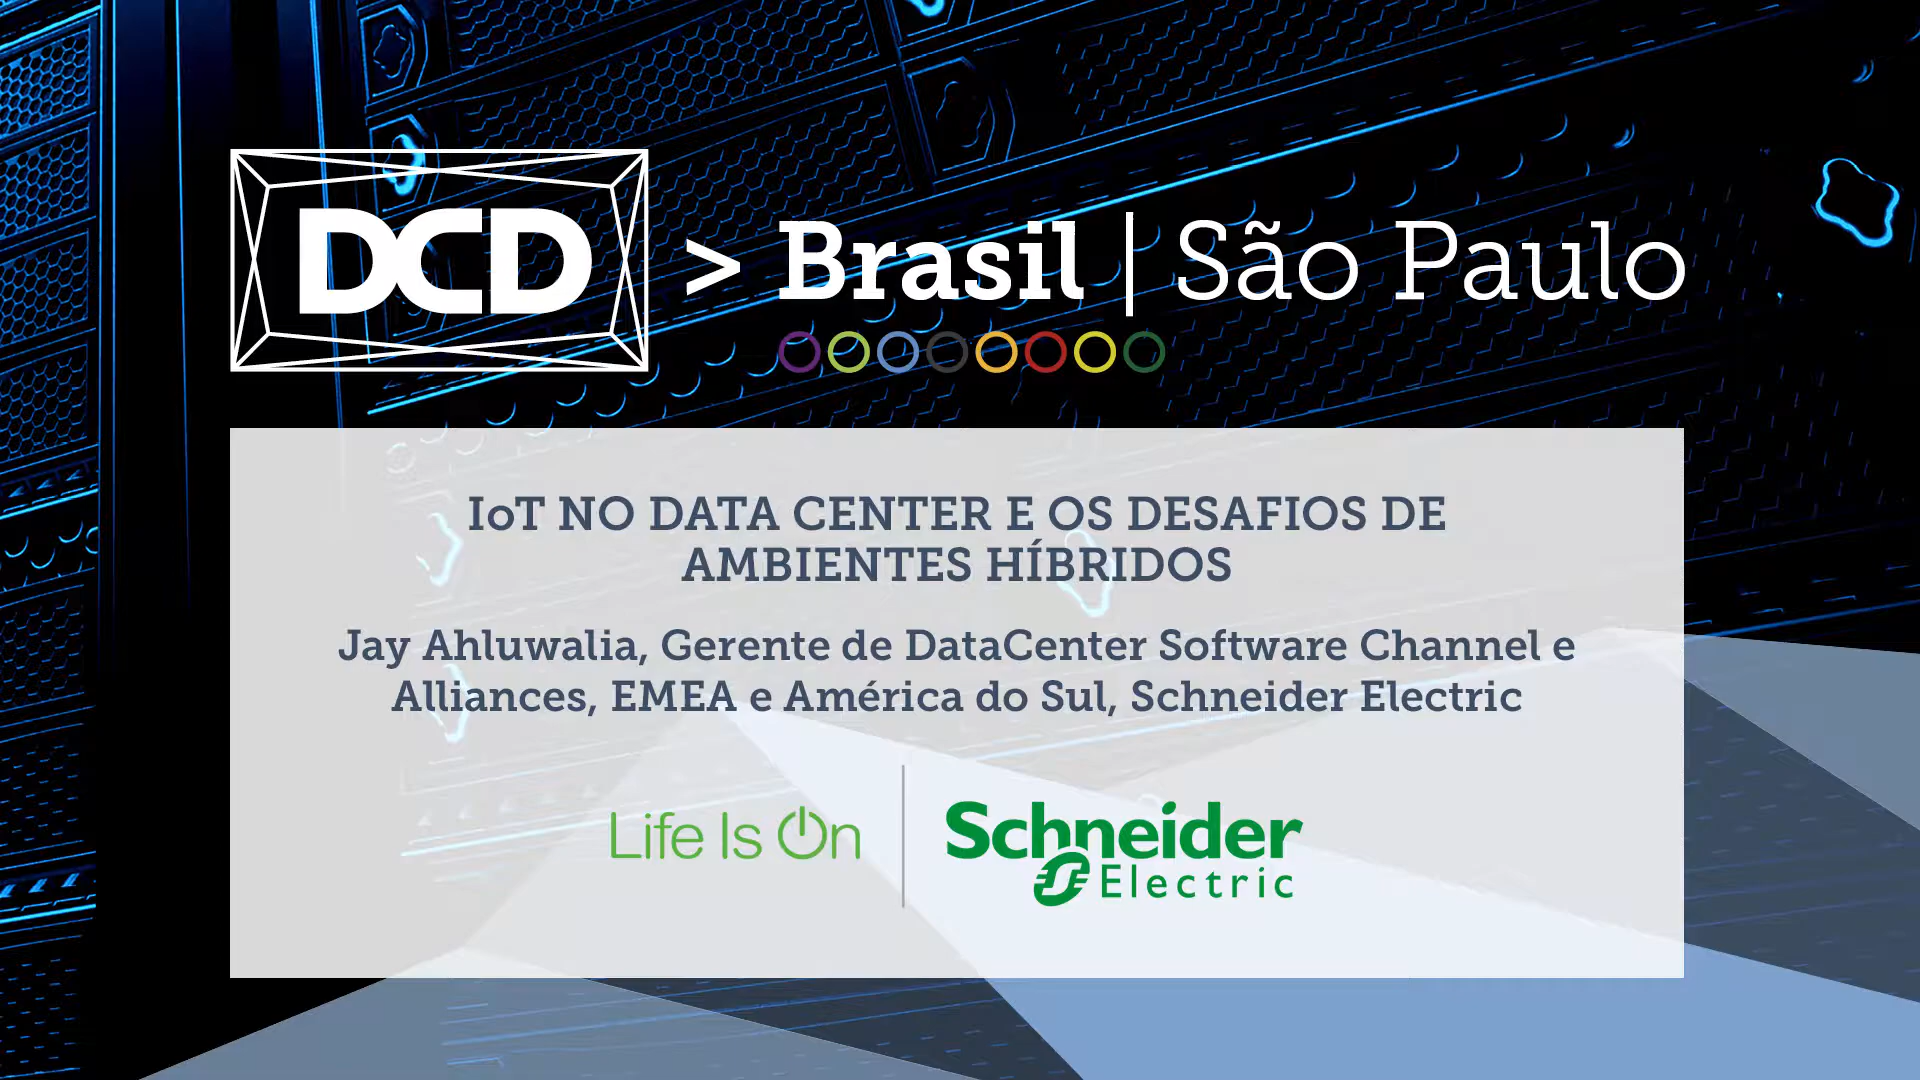 DCD > Brasil | São Paulo
IoT NO DATA CENTER E OS DESAFIOS DE
AMBIENTES HÍBRIDOS
Jay Ahluwalia, Gerente de DataCenter Software Channel e
Alliances, EMEA e América do Sul, Schneider Electric
Life Is On
Schneider
Electric